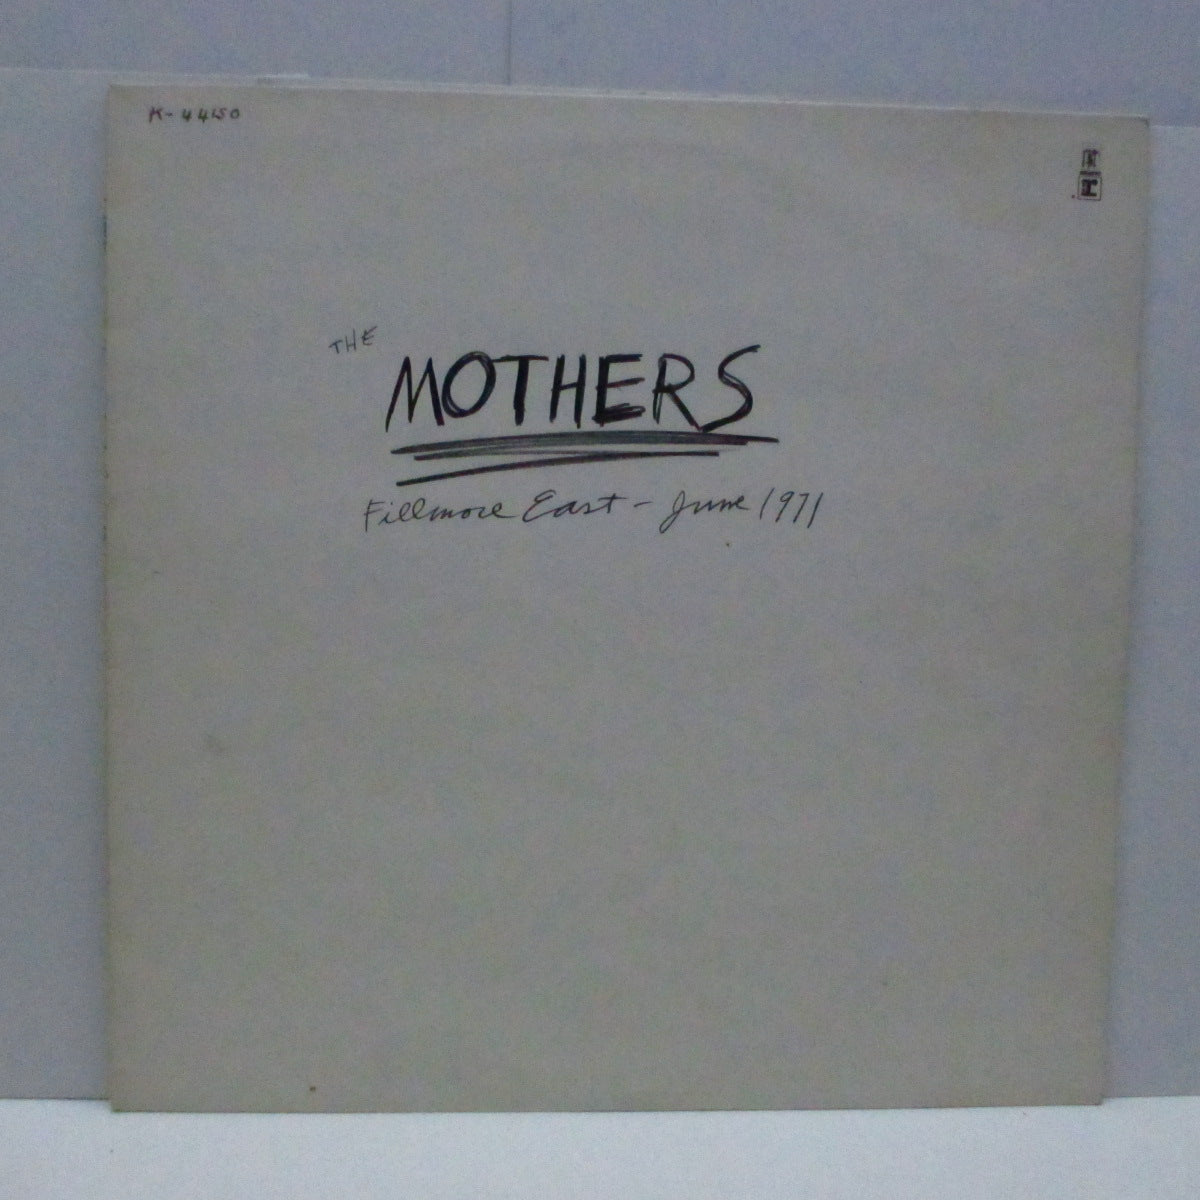 K-44150
r
THE
MOTHERS
Fillmore East - June 1971